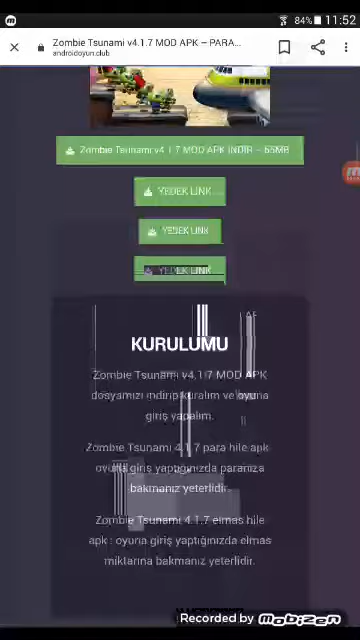 84% 11:52
Zombie Tsunami v4.1.7 MOD APK – PARA...
androidoyun.club
Zombie Tsunami v4.1.7 MOD APK İNDİR – 65MB
YEDEK LINK
YEDEK LINK
YEDEK LINK
KURULUMU
Zombie Tsunami v4.1.7 MOD APK
dosyamızı indirip kuralım ve oyuna
giriş yapalım.
Zombie Tsunami 4.1.7 para hile apk
oyuna giriş yaptığınızda paranıza
bakmanız yeterlidir.
Zombie Tsunami 4.1.7 elmas hile
apk : oyuna giriş yaptığınızda elmas
miktarına bakmanız yeterlidir.
Recorded by Mobizen